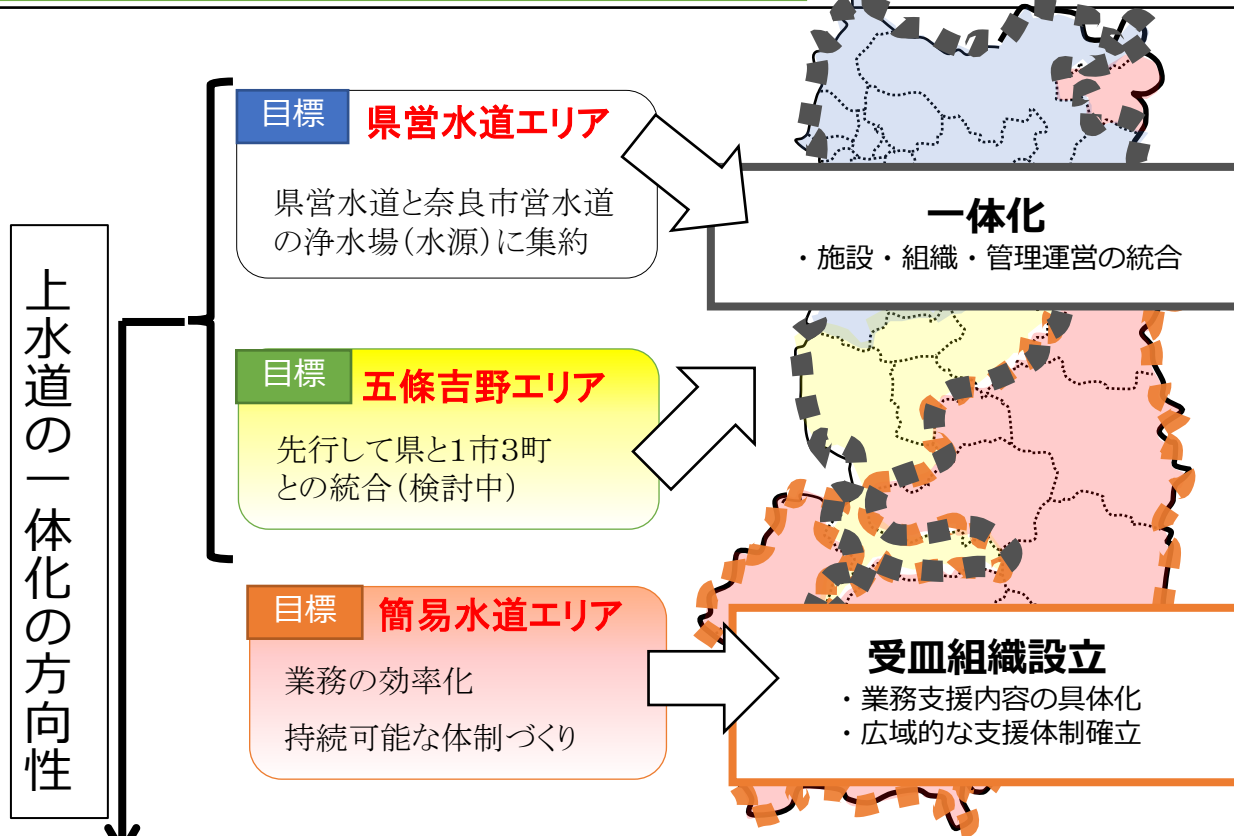 上水道の一体化の方向性
目標
県営水道エリア
県営水道と奈良市営水道
の浄水場(水源)に集約
一体化
・施設・組織・管理運営の統合
目標
五條吉野エリア
先行して県と1市3町
との統合(検討中)
目標
簡易水道エリア
業務の効率化
持続可能な体制づくり
受皿組織設立
・業務支援内容の具体化
・広域的な支援体制確立